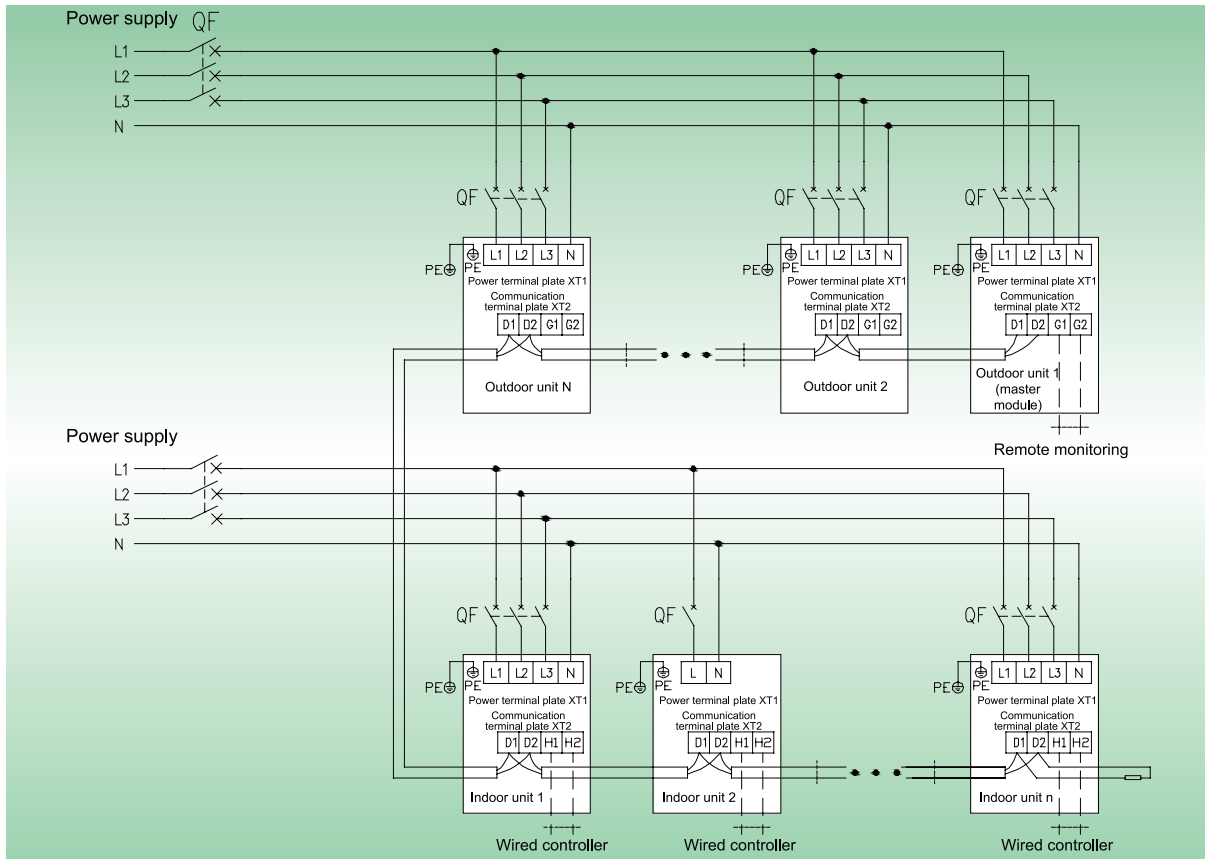 Power supply QF
L1
L2
L3
N
QF QF QF
L1 L2 L3 N L1 L2 L3 N L1 L2 L3 N
PE PE PE PE PE PE
Power terminal plate XT1 Power terminal plate XT1 Power terminal plate XT1
Communication Communication Communication
terminal plate XT2 terminal plate XT2 terminal plate XT2
D1 D2 G1 G2 D1 D2 G1 G2 D1 D2 G1 G2
Outdoor unit N Outdoor unit 2 Outdoor unit 1
(master
module)
Remote monitoring
Power supply
L1
L2
L3
N
QF QF QF
L1 L2 L3 N L N L1 L2 L3 N
PE PE PE PE PE PE
Power terminal plate XT1 Power terminal plate XT1 Power terminal plate XT1
Communication Communication Communication
terminal plate XT2 terminal plate XT2 terminal plate XT2
D1 D2 H1 H2 D1 D2 H1 H2 D1 D2 H1 H2
Indoor unit 1 Indoor unit 2 Indoor unit n
Wired controller Wired controller Wired controller